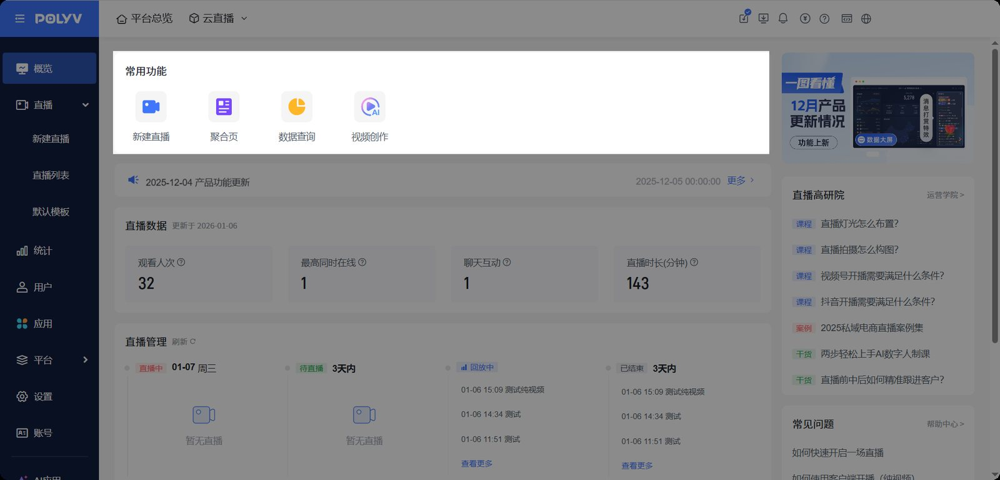 POLYV
平台总览
云直播
概览
直播
新建直播
直播列表
默认模板
统计
用户
应用
平台
设置
账号
AI应用
常用功能
新建直播
聚合页
数据查询
AI
视频创作
2025-12-04 产品功能更新
2025-12-05 00:00:00 更多
直播数据 更新于 2026-01-06
观看人次
32
最高同时在线
1
聊天互动
1
直播时长(分钟)
143
直播管理 刷新
直播中 01-07 周三
暂无直播
待直播 3天内
暂无直播
回放中
01-06 15:09 测试纯视频
01-06 14:34 测试
01-06 11:51 测试
查看更多
已结束 3天内
01-06 15:09 测试纯视频
01-06 14:34 测试
01-06 11:51 测试
查看更多
一图看懂
12月产品
更新情况
功能上新
5,278
消息打赏特效
数据大屏
直播高研院 运营学院 >
课程 直播灯光怎么布置?
课程 直播拍摄怎么构图?
课程 视频号开播需要满足什么条件?
课程 抖音开播需要满足什么条件?
案例 2025私域电商直播案例集
干货 两步轻松上手AI数字人制课
干货 直播前中后如何精准跟进客户?
常见问题 帮助中心 >
如何快速开启一场直播
如何使用客户端开播（纯视频）